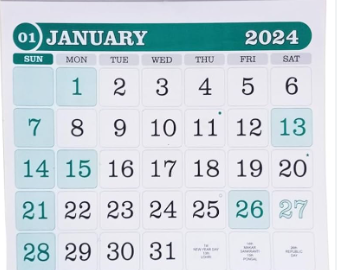 01 JANUARY 2024
SUN MON TUE WED THU FRI SAT
1 2 3 4 5 6
7 8 9 10 11 12 13
14 15 16 17 18 19 20
21 22 23 24 25 26 27
28 29 30 31